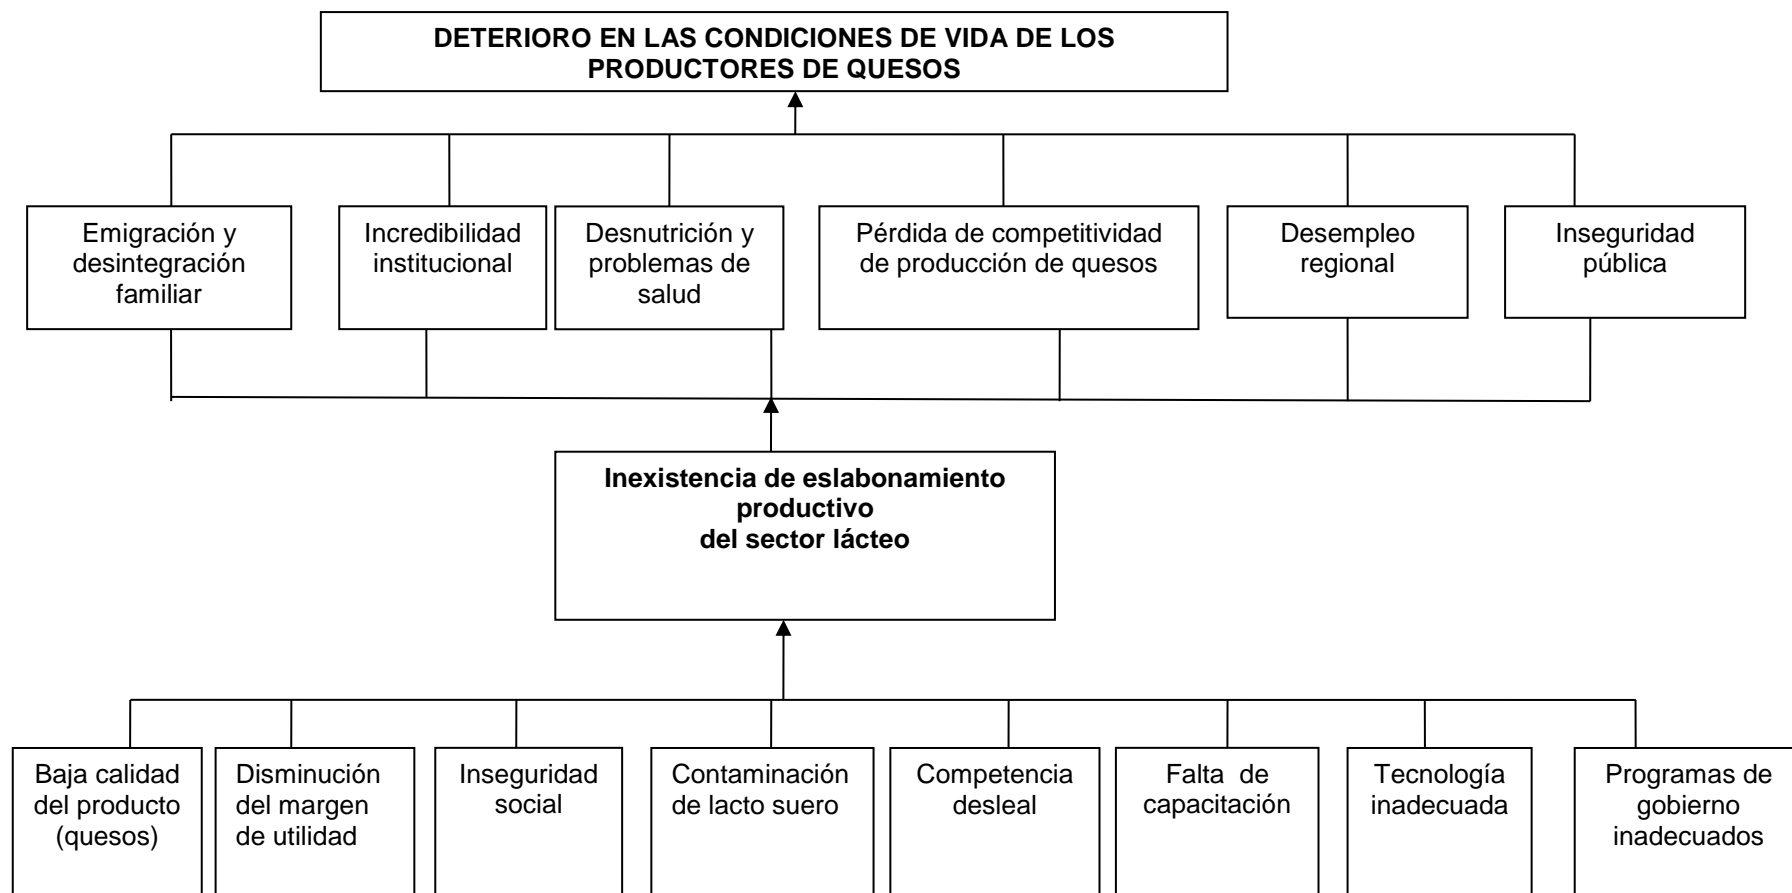 DETERIORO EN LAS CONDICIONES DE VIDA DE LOS
PRODUCTORES DE QUESOS
Emigración y
desintegración
familiar
Incredibilidad
institucional
Desnutrición y
problemas de
salud
Pérdida de competitividad
de producción de quesos
Desempleo
regional
Inseguridad
pública
Inexistencia de eslabonamiento
productivo
del sector lácteo
Baja calidad
del producto
(quesos)
Disminución
del margen
de utilidad
Inseguridad
social
Contaminación
de lacto suero
Competencia
desleal
Falta  de
capacitación
Tecnología
inadecuada
Programas de
gobierno
inadecuados